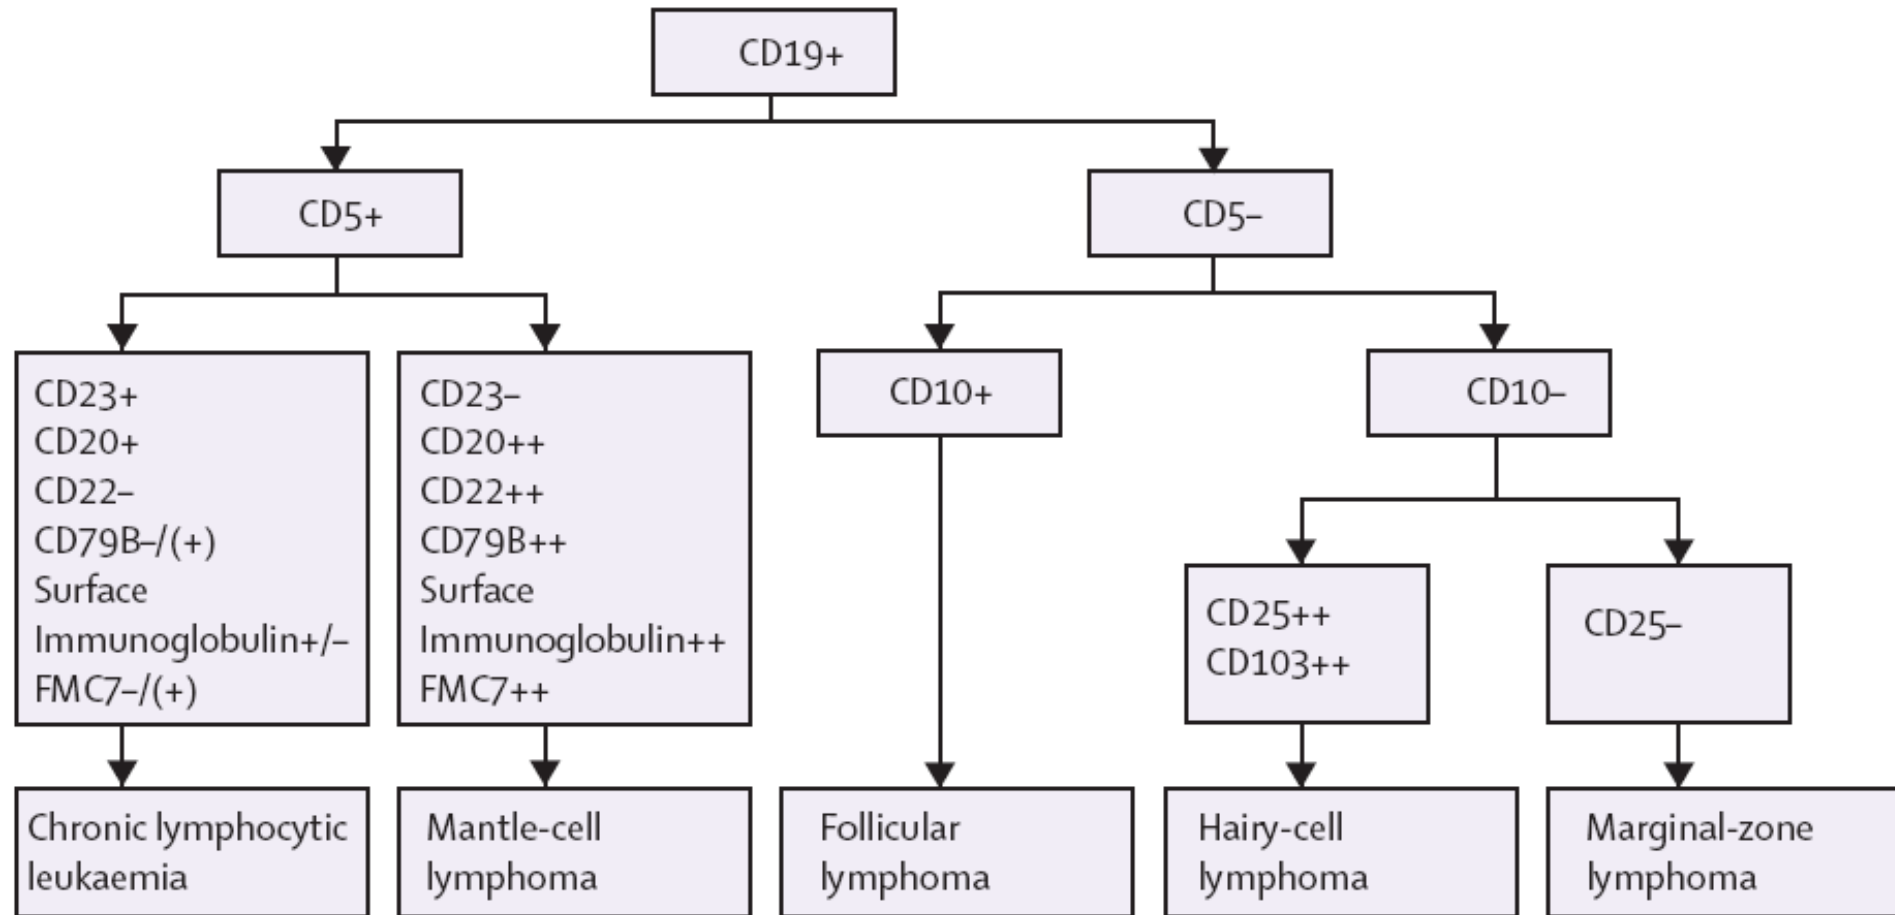 CD19+
CD5+
CD5–
CD23+
CD20+
CD22–
CD79B–/(+)
Surface
Immunoglobulin+/–
FMC7–/(+)
CD23–
CD20++
CD22++
CD79B++
Surface
Immunoglobulin++
FMC7++
CD10+
CD10–
CD25++
CD103++
CD25–
Chronic lymphocytic
leukaemia
Mantle-cell
lymphoma
Follicular
lymphoma
Hairy-cell
lymphoma
Marginal-zone
lymphoma